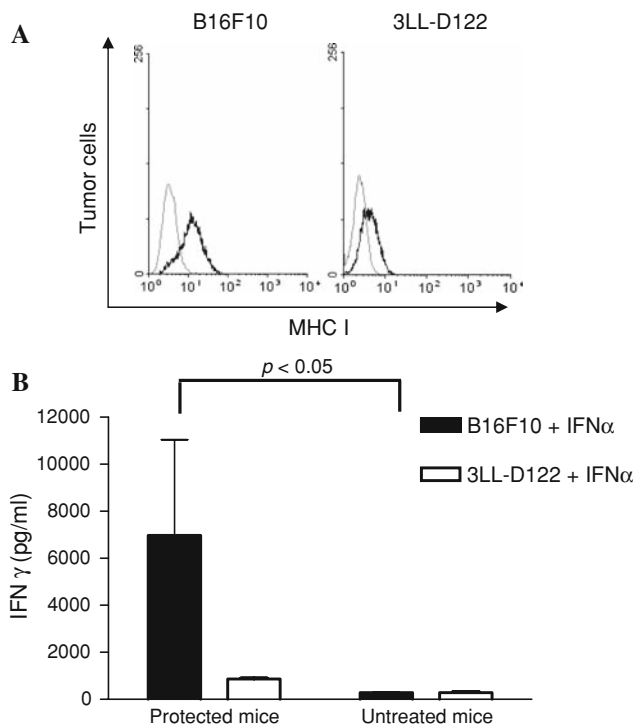 A
B16F10
3LL-D122
Tumor cells
256
0
10⁰ 10¹ 10² 10³ 10⁴
256
0
10⁰ 10¹ 10² 10³ 10⁴
MHC I
B
p < 0.05
IFN γ (pg/ml)
12000
10000
8000
6000
4000
2000
0
B16F10 + IFNα
3LL-D122 + IFNα
Protected mice
Untreated mice